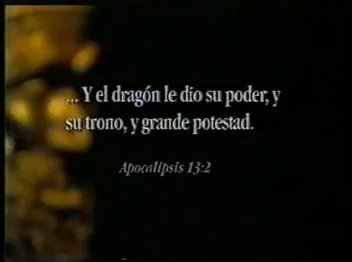 ... Y el dragón le dio su poder, y
su trono, y grande potestad.
Apocalipsis 13:2